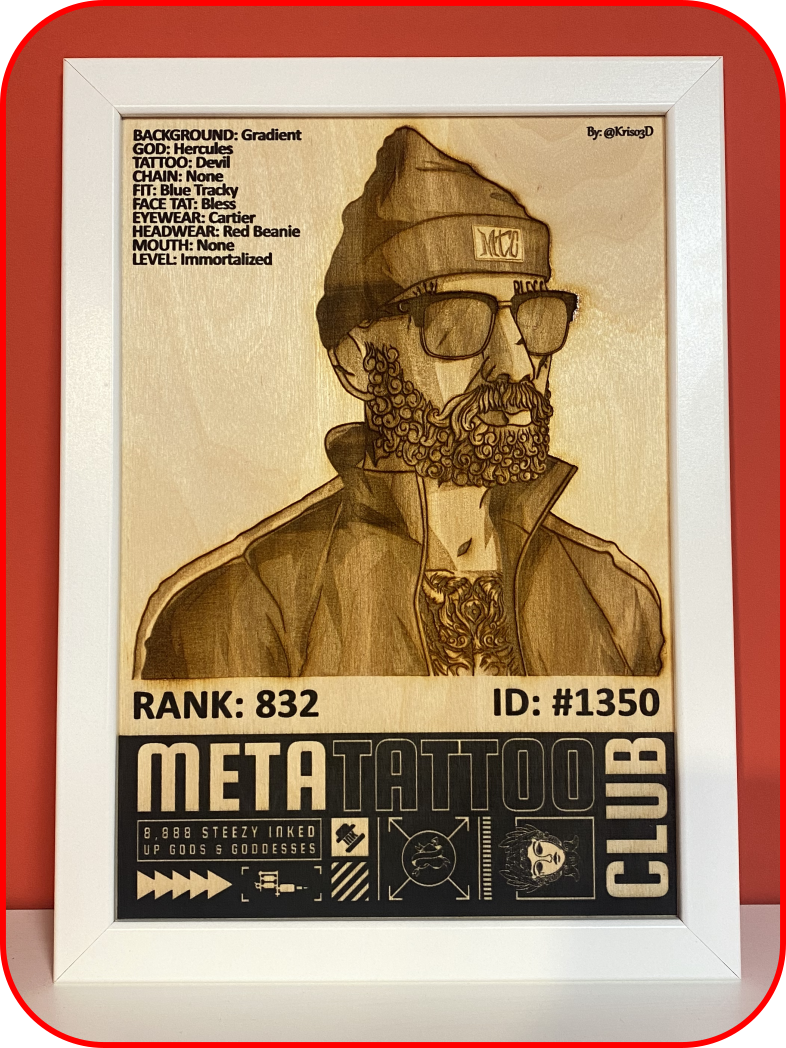 BACKGROUND: Gradient
GOD: Hercules
TATTOO: Devil
CHAIN: None
FIT: Blue Tracky
FACE TAT: Bless
EYEWEAR: Cartier
HEADWEAR: Red Beanie
MOUTH: None
LEVEL: Immortalized
By: @Kris03D
MTC
RANK: 832
ID: #1350
META TATTOO
CLUB
8,888 STEEZY INKED
UP GODS & GODDESSES